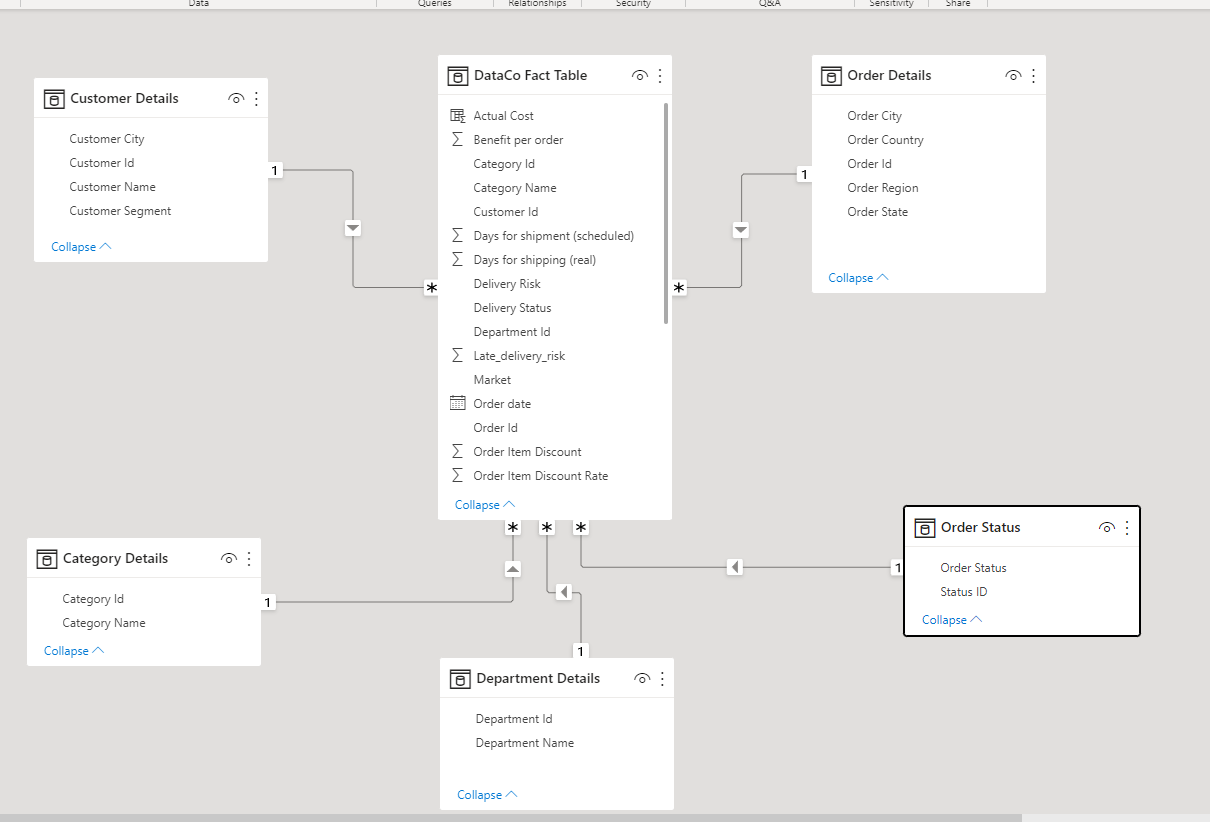 Data Queries Relationships Security Q&A Sensitivity Share
Customer Details
Customer City
Customer Id
Customer Name
Customer Segment
Collapse
1
*
DataCo Fact Table
Actual Cost
Benefit per order
Category Id
Category Name
Customer Id
Days for shipment (scheduled)
Days for shipping (real)
Delivery Risk
Delivery Status
Department Id
Late_delivery_risk
Market
Order date
Order Id
Order Item Discount
Order Item Discount Rate
Collapse
* * *
Order Details
Order City
Order Country
Order Id
Order Region
Order State
Collapse
1
*
Category Details
Category Id
Category Name
Collapse
1
Department Details
Department Id
Department Name
Collapse
1
Order Status
Order Status
Status ID
Collapse
1